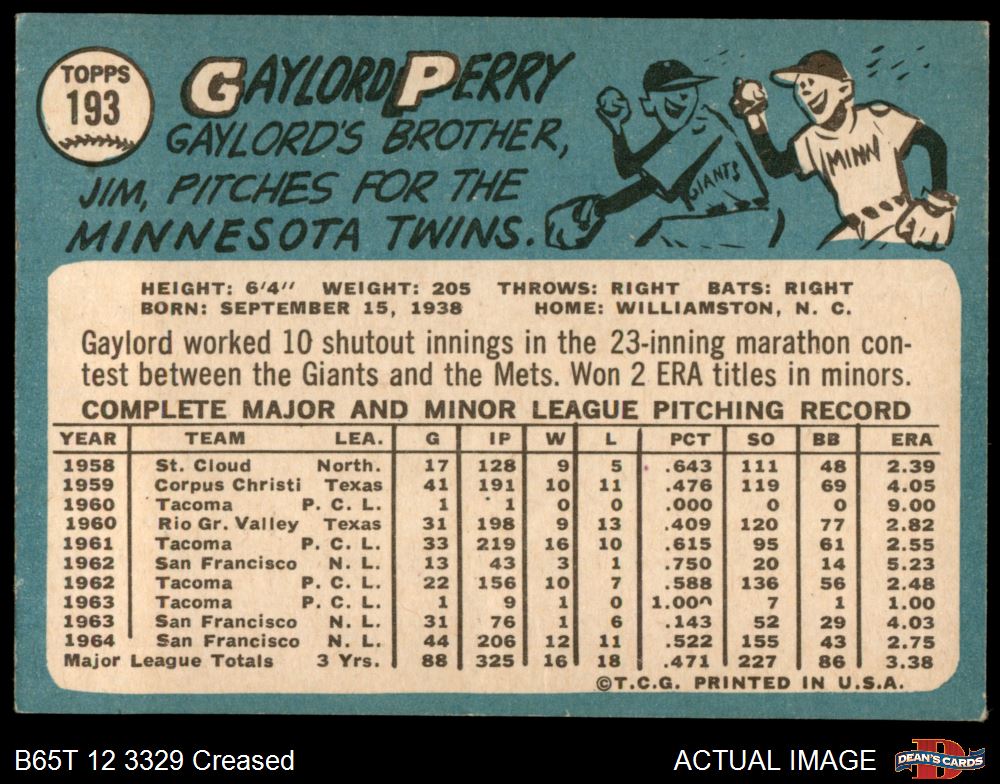 TOPPS
193
GAYLORD PERRY
GAYLORD'S BROTHER,
JIM, PITCHES FOR THE
MINNESOTA TWINS.
GIANTS
MINN
HEIGHT: 6'4" WEIGHT: 205 THROWS: RIGHT BATS: RIGHT
BORN: SEPTEMBER 15, 1938 HOME: WILLIAMSTON, N. C.
Gaylord worked 10 shutout innings in the 23-inning marathon con-
test between the Giants and the Mets. Won 2 ERA titles in minors.
COMPLETE MAJOR AND MINOR LEAGUE PITCHING RECORD
YEAR TEAM LEA. G IP W L PCT SO BB ERA
1958 St. Cloud North. 17 128 9 5 .643 111 48 2.39
1959 Corpus Christi Texas 41 191 10 11 .476 119 69 4.05
1960 Tacoma P. C. L. 1 1 0 0 .000 0 0 9.00
1960 Rio Gr. Valley Texas 31 198 9 13 .409 120 77 2.82
1961 Tacoma P. C. L. 33 219 16 10 .615 95 61 2.55
1962 San Francisco N. L. 13 43 3 1 .750 20 14 5.23
1962 Tacoma P. C. L. 22 156 10 7 .588 136 56 2.48
1963 Tacoma P. C. L. 1 9 1 0 1.000 7 1 1.00
1963 San Francisco N. L. 31 76 1 6 .143 52 29 4.03
1964 San Francisco N. L. 44 206 12 11 .522 155 43 2.75
Major League Totals 3 Yrs. 88 325 16 18 .471 227 86 3.38
©T.C.G. PRINTED IN U.S.A.
B65T 12 3329 Creased
ACTUAL IMAGE
D
DEAN'S CARDS